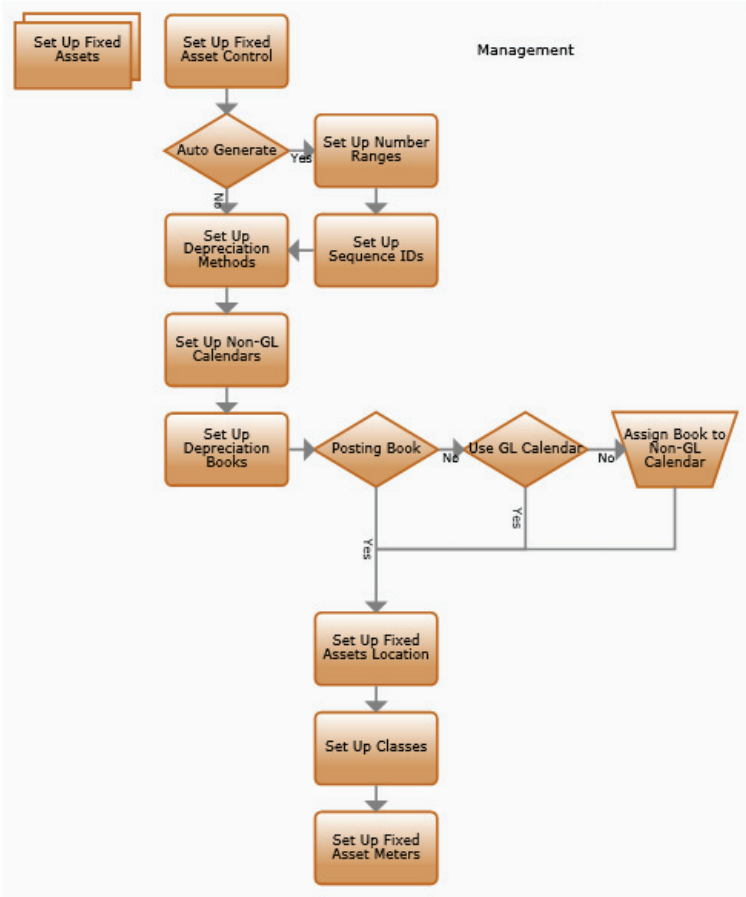 Set Up Fixed
Assets
Set Up Fixed
Asset Control
Management
Auto Generate
Yes
Set Up Number
Ranges
No
Set Up
Depreciation
Methods
Set Up
Sequence IDs
Set Up Non-GL
Calendars
Set Up
Depreciation
Books
Posting Book
No
Use GL Calendar
No
Assign Book to
Non-GL
Calendar
Yes
Yes
Set Up Fixed
Assets Location
Set Up Classes
Set Up Fixed
Asset Meters